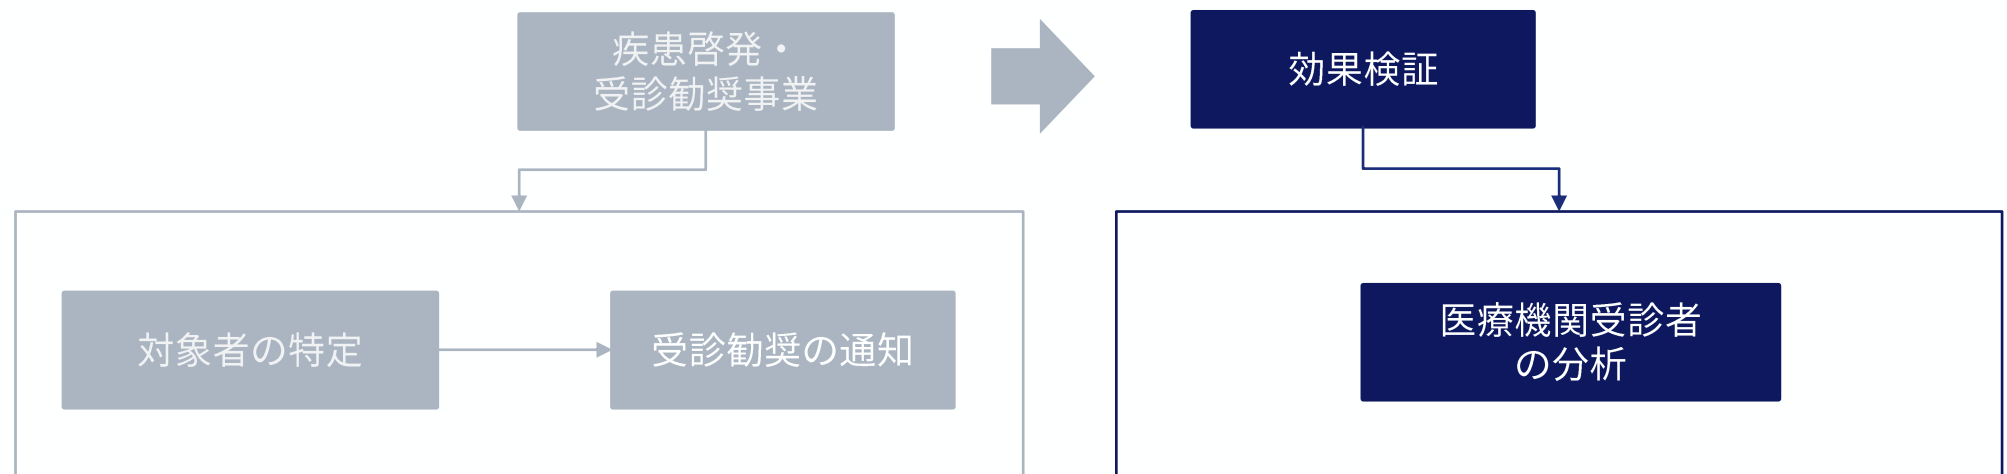 疾患啓発・
受診勧奨事業
効果検証
対象者の特定
受診勧奨の通知
医療機関受診者
の分析